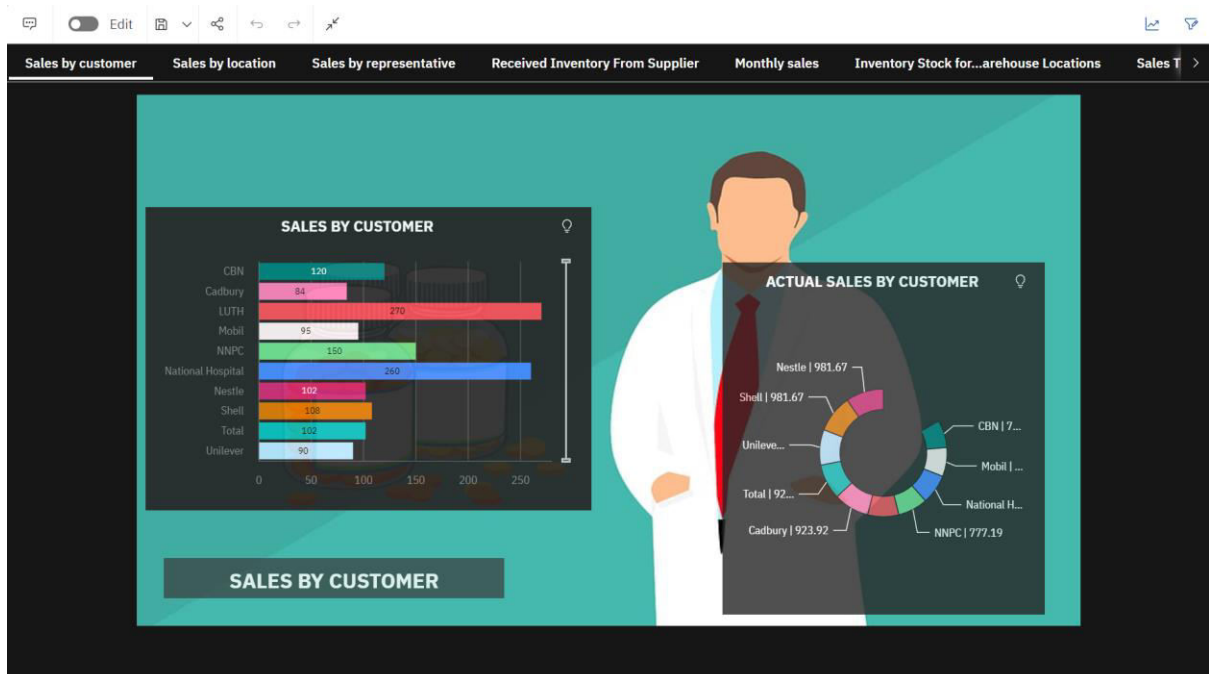 Edit
Sales by customer Sales by location Sales by representative Received Inventory From Supplier Monthly sales Inventory Stock for...arehouse Locations Sales T
SALES BY CUSTOMER
CBN 120
Cadbury 84
LUTH 270
Mobil 95
NNPC 150
National Hospital 260
Nestle 102
Shell 108
Total 102
Unilever 90
0 50 100 150 200 250
SALES BY CUSTOMER
ACTUAL SALES BY CUSTOMER
Nestle | 981.67
Shell | 981.67
CBN | 7...
Unileve...
Mobil | ...
Total | 92...
National H...
Cadbury | 923.92
NNPC | 777.19